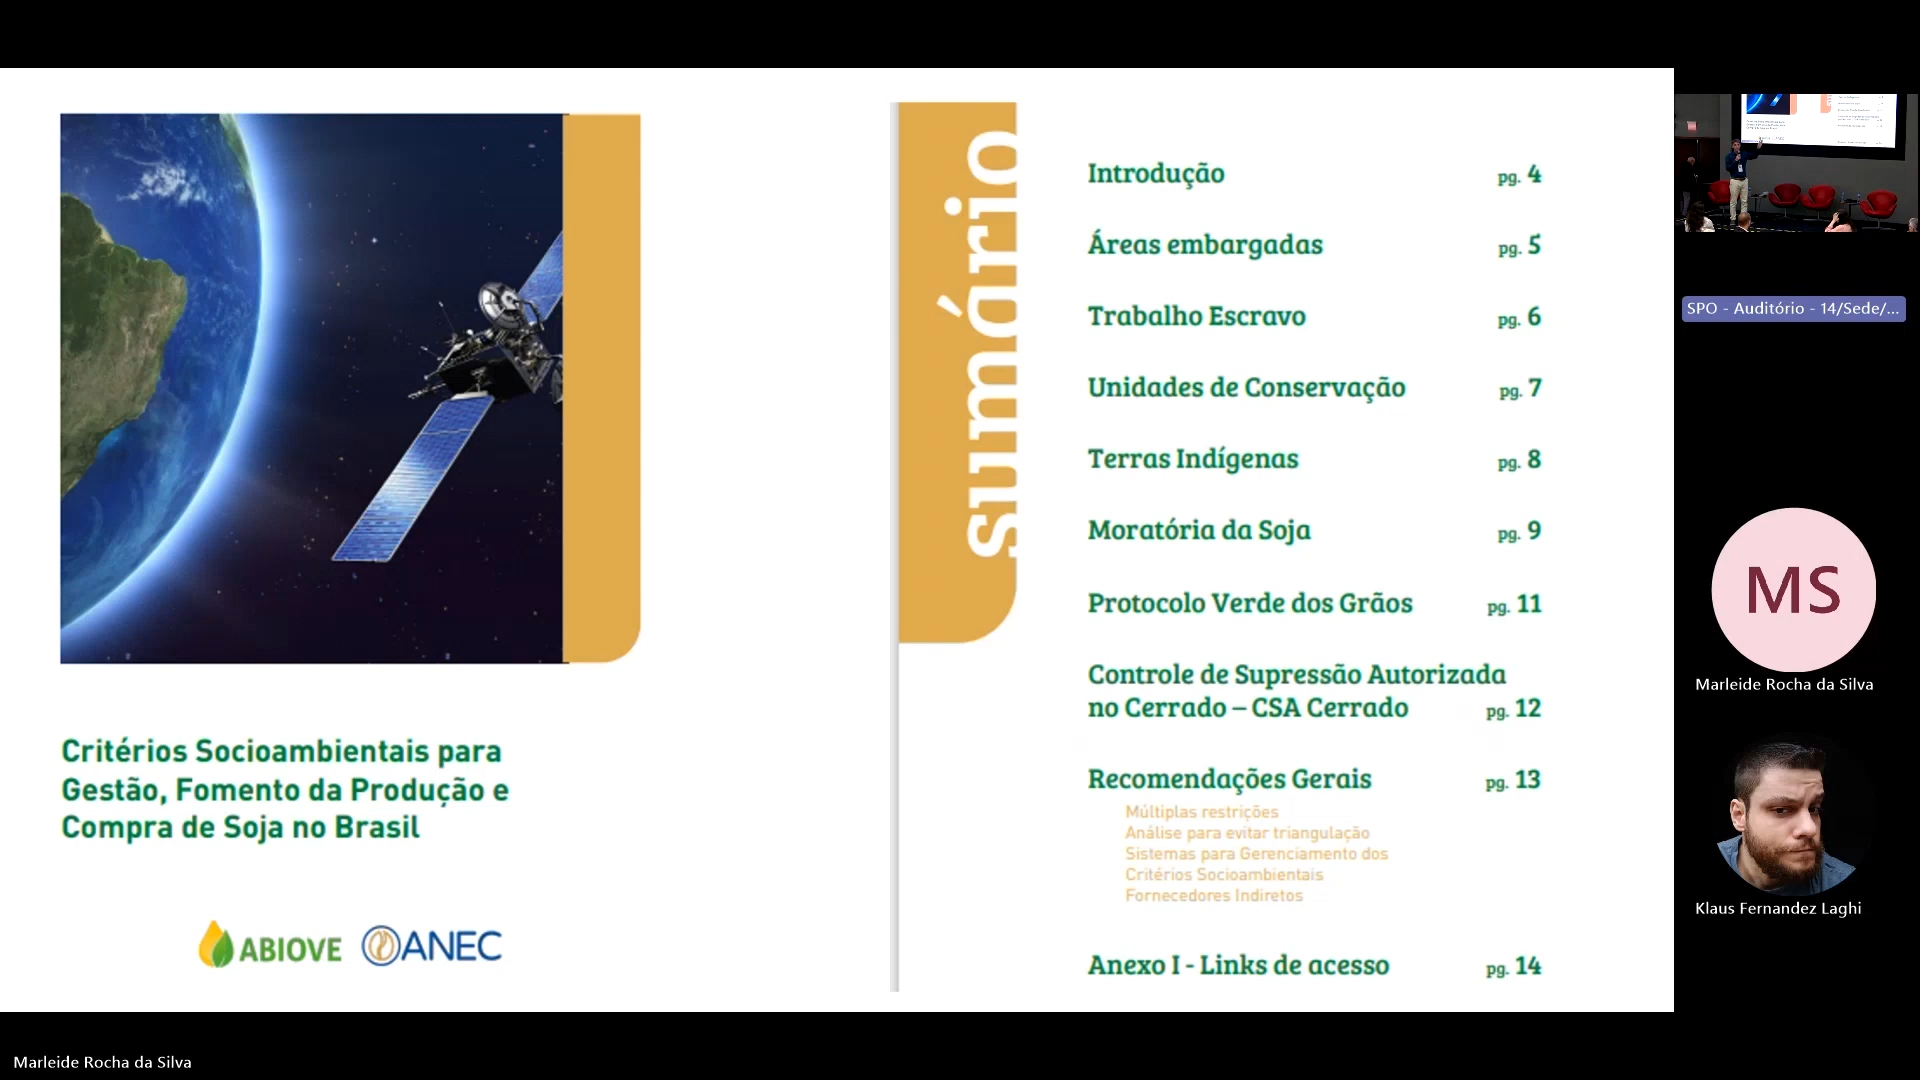 Critérios Socioambientais para
Gestão, Fomento da Produção e
Compra de Soja no Brasil
ABIOVE
ANEC
sumário
Introdução pg. 4
Áreas embargadas pg. 5
Trabalho Escravo pg. 6
Unidades de Conservação pg. 7
Terras Indígenas pg. 8
Moratória da Soja pg. 9
Protocolo Verde dos Grãos pg. 11
Controle de Supressão Autorizada
no Cerrado – CSA Cerrado pg. 12
Recomendações Gerais pg. 13
Múltiplas restrições
Análise para evitar triangulação
Sistemas para Gerenciamento dos
Critérios Socioambientais
Fornecedores Indiretos
Anexo I - Links de acesso pg. 14
SPO - Auditório - 14/Sede/...
MS
Marleide Rocha da Silva
Klaus Fernandez Laghi
Marleide Rocha da Silva